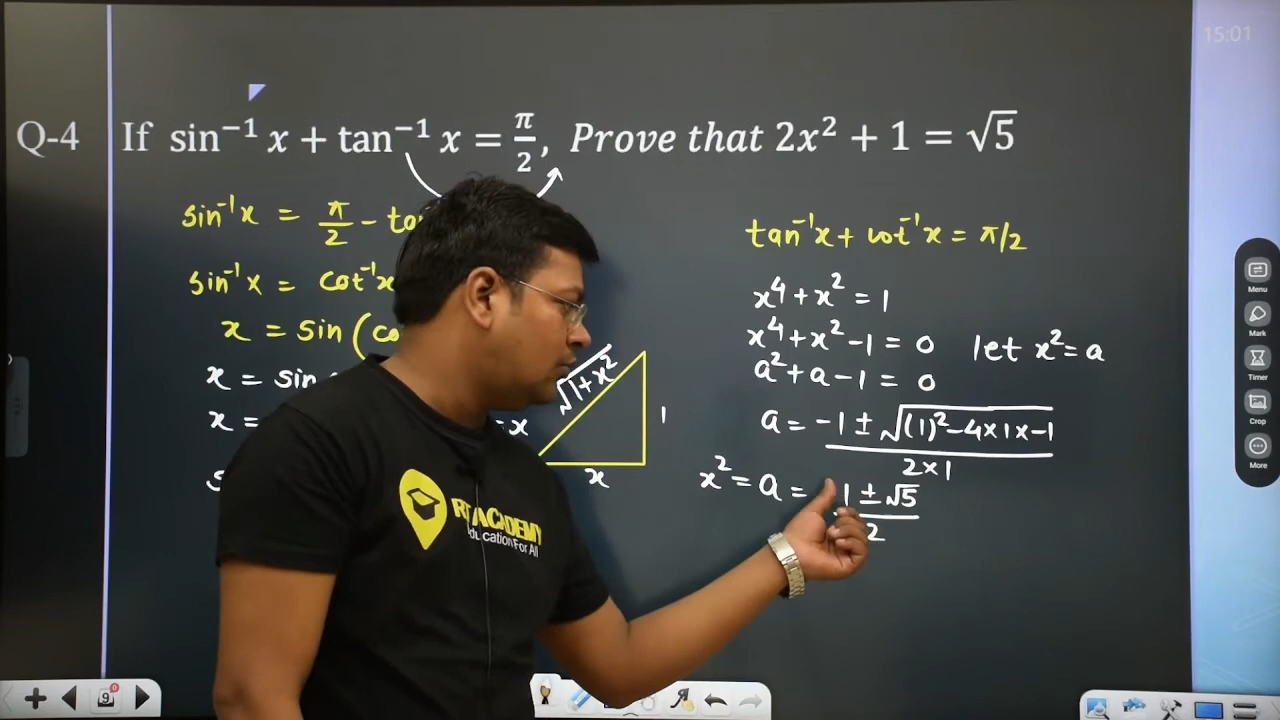 15:01
Q-4 If sin⁻¹ x + tan⁻¹ x = π/2, Prove that 2x² + 1 = √5
sin⁻¹x = π/2 - tan
sin⁻¹x = cot⁻¹x
x = sin (co
x = sin
x =
= x
√1+x²
1
x
tan⁻¹x + cot⁻¹x = π/2
x⁴ + x² = 1
x⁴ + x² - 1 = 0 let x² = a
a² + a - 1 = 0
a = -1 ± √(1)² - 4×1×-1
2×1
x² = a = 1 ± √5
2
ACADEMY
Education For All
Menu
Mark
Timer
Crop
More
9